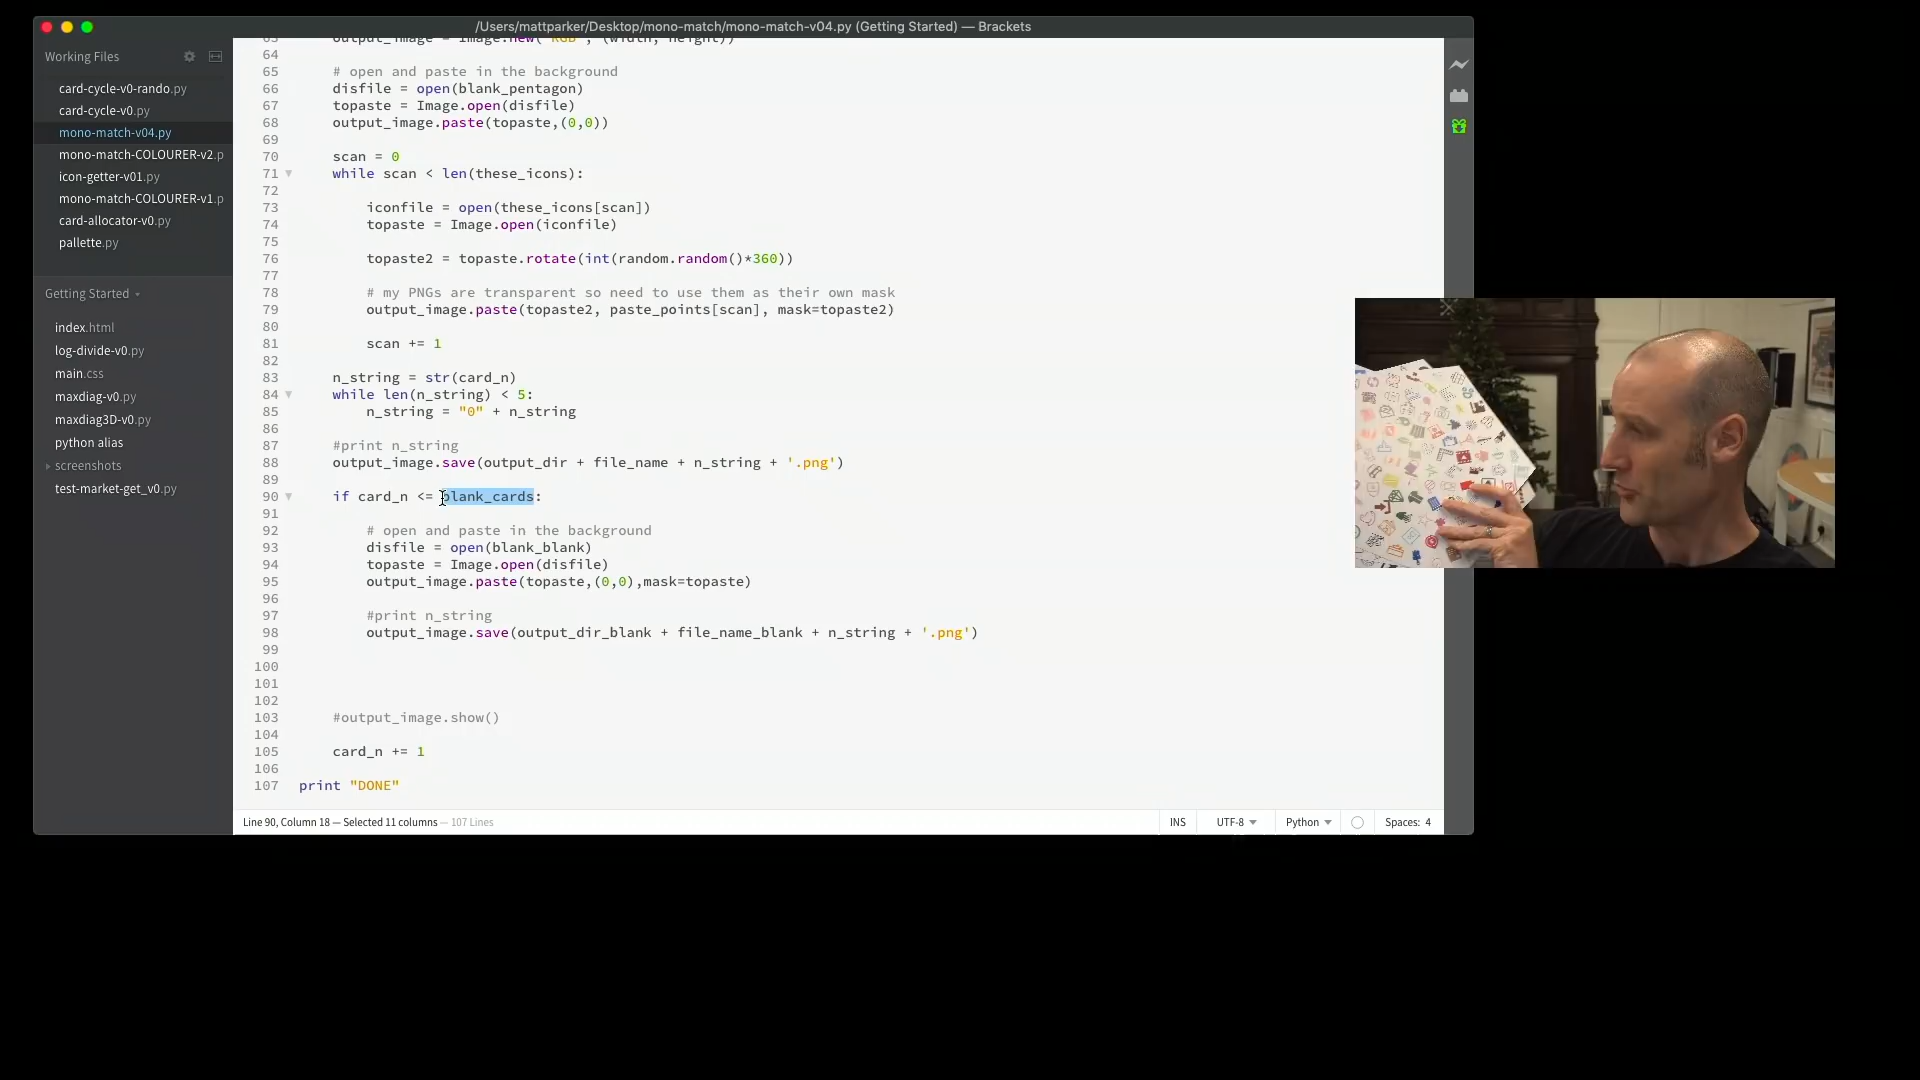 /Users/mattparker/Desktop/mono-match/mono-match-v04.py (Getting Started) — Brackets
Working Files
card-cycle-v0-rando.py
card-cycle-v0.py
mono-match-v04.py
mono-match-COLOURER-v2.p
icon-getter-v01.py
mono-match-COLOURER-v1.p
card-allocator-v0.py
pallette.py
Getting Started
index.html
log-divide-v0.py
main.css
maxdiag-v0.py
maxdiag3D-v0.py
python alias
screenshots
test-market-get_v0.py
63 output_image = Image.new("RGB", (width, height))
64
65 # open and paste in the background
66 disfile = open(blank_pentagon)
67 topaste = Image.open(disfile)
68 output_image.paste(topaste,(0,0))
69
70 scan = 0
71 while scan < len(these_icons):
72
73 iconfile = open(these_icons[scan])
74 topaste = Image.open(iconfile)
75
76 topaste2 = topaste.rotate(int(random.random()*360))
77
78 # my PNGs are transparent so need to use them as their own mask
79 output_image.paste(topaste2, paste_points[scan], mask=topaste2)
80
81 scan += 1
82
83 n_string = str(card_n)
84 while len(n_string) < 5:
85 n_string = "0" + n_string
86
87 #print n_string
88 output_image.save(output_dir + file_name + n_string + '.png')
89
90 if card_n <= blank_cards:
91
92 # open and paste in the background
93 disfile = open(blank_blank)
94 topaste = Image.open(disfile)
95 output_image.paste(topaste,(0,0),mask=topaste)
96
97 #print n_string
98 output_image.save(output_dir_blank + file_name_blank + n_string + '.png')
99
100
101
102
103 #output_image.show()
104
105 card_n += 1
106
107 print "DONE"
Line 90, Column 18 — Selected 11 columns — 107 Lines
INS UTF-8 Python Spaces: 4